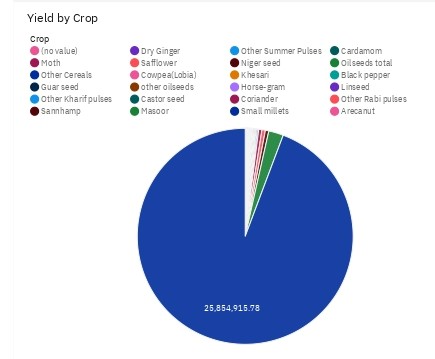 Yield by Crop
Crop
(no value) Dry Ginger Other Summer Pulses Cardamom
Moth Safflower Niger seed Oilseeds total
Other Cereals Cowpea(Lobia) Khesari Black pepper
Guar seed other oilseeds Horse-gram Linseed
Other Kharif pulses Castor seed Coriander Other Rabi pulses
Sannhamp Masoor Small millets Arecanut
25,854,915.78